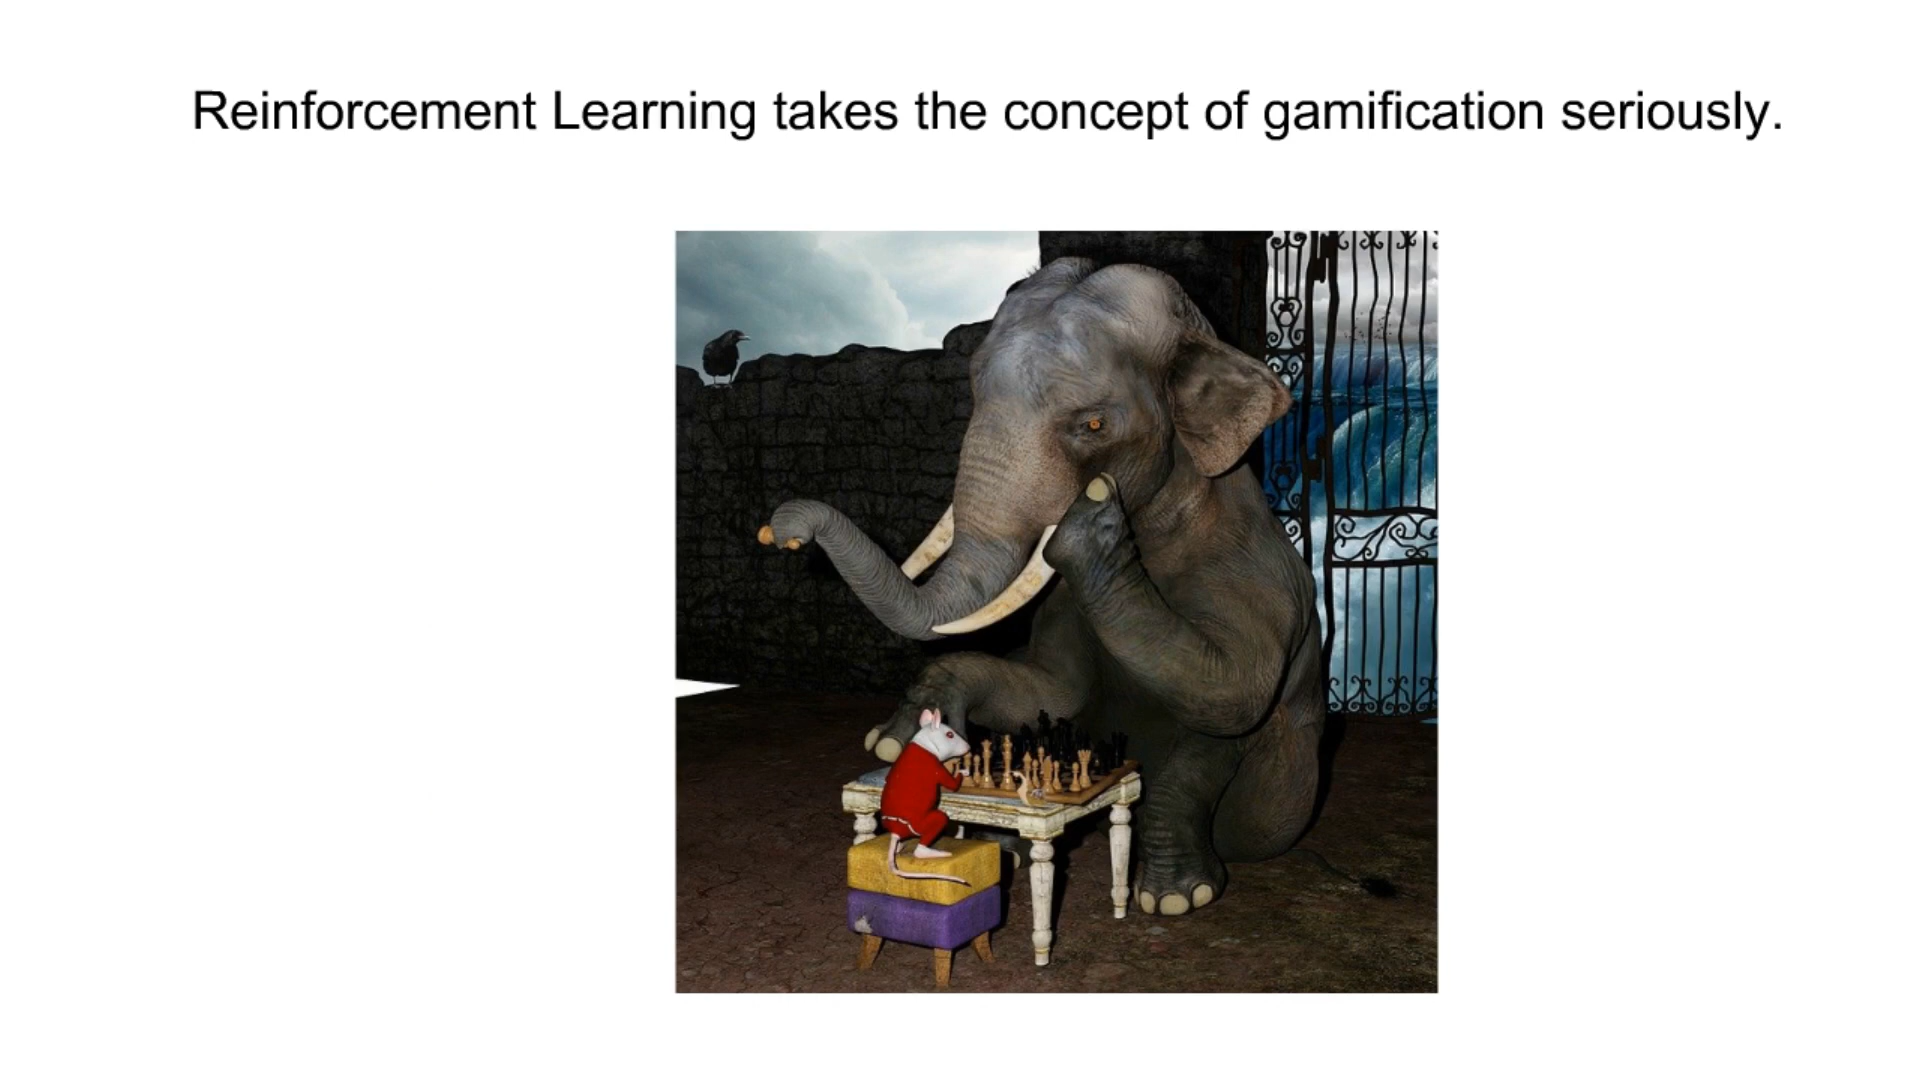 Reinforcement Learning takes the concept of gamification seriously.